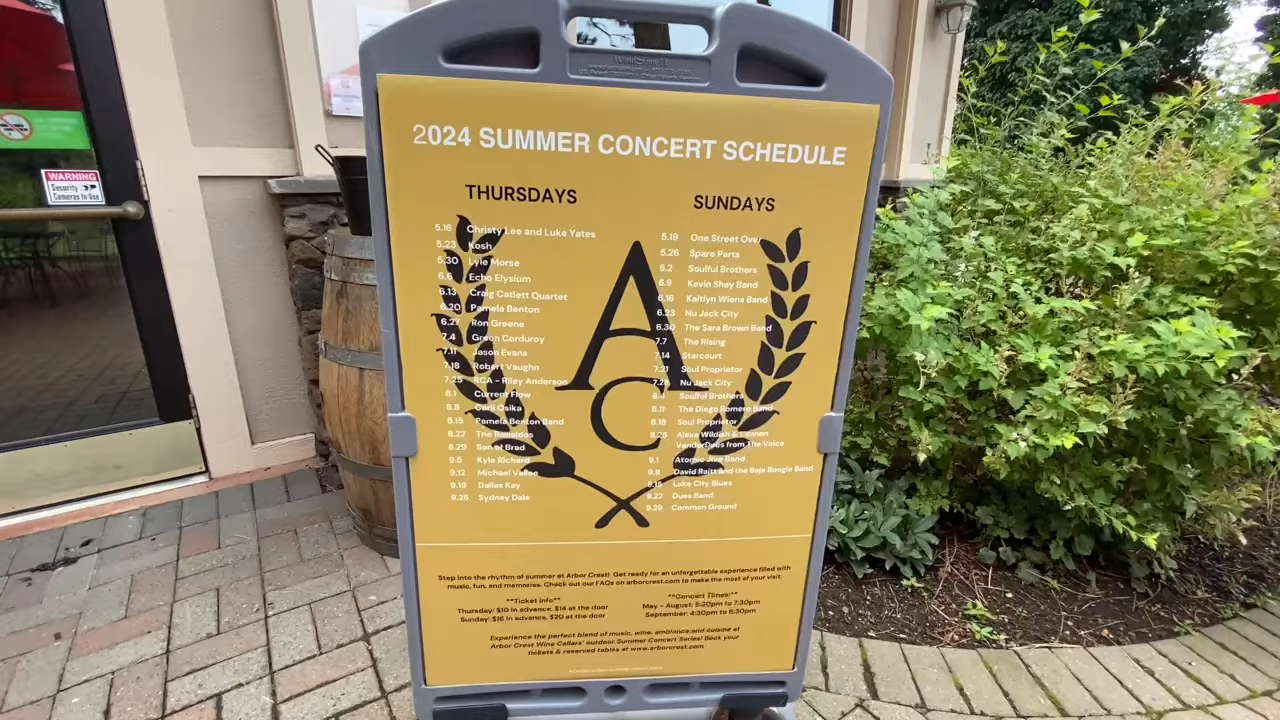 WARNING
Security
Cameras In Use
2024 SUMMER CONCERT SCHEDULE
THURSDAYS
5.16 Christy Lee and Luke Yates
5.23 Kosh
5.30 Lyle Morse
6.6 Echo Elysium
6.13 Craig Catlett Quartet
6.20 Pamela Benton
6.27 Ron Greene
7.4 Green Corduroy
7.11 Jason Evans
7.18 Robert Vaughn
7.25 RCA - Riley Anderson
8.1 Current Flow
8.8 Carli Osika
8.15 Pamela Benton Band
8.22 The Ronaldos
8.29 Son of Brad
9.5 Kyle Richard
9.12 Michael Vallee
9.19 Dallas Kay
9.26 Sydney Dale
SUNDAYS
5.19 One Street Over
5.26 Spare Parts
6.2 Soulful Brothers
6.9 Kevin Shay Band
6.16 Kaitlyn Wiens Band
6.23 Nu Jack City
6.30 The Sara Brown Band
7.7 The Rising
7.14 Starcourt
7.21 Soul Proprietor
7.28 Nu Jack City
8.4 Soulful Brothers
8.11 The Diego Romero Band
8.18 Soul Proprietor
8.25 Alexa Wildish &
VanderDoes from The Voice
9.1 Atomic Jive Band
9.8 David Raitt and the Baja Boogie Band
9.15 Lake City Blues
9.22 Dues Band
9.29 Common Ground
A
C
Step into the rhythm of summer at Arbor Crest! Get ready for an unforgettable experience filled with
music, fun, and memories. Check out our FAQs on arborcrest.com to make the most of your visit.
**Ticket Info**
Thursday: $10 in advance, $14 at the door
Sunday: $16 in advance, $20 at the door
**Concert Times:**
May - August: 5:30pm to 7:30pm
September: 4:30pm to 6:30pm
Experience the perfect blend of music, wine, ambiance and cuisine at
Arbor Crest Wine Cellars' outdoor Summer Concert Series! Book your
tickets & reserved tables at www.arborcrest.com